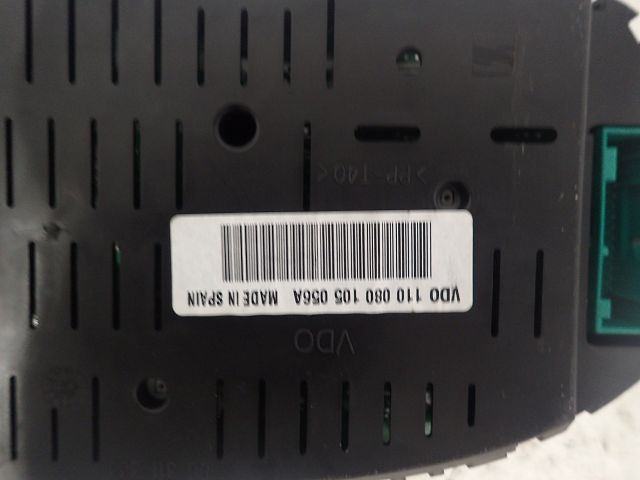 VDO
VDO 110 080 105 056A MADE IN SPAIN
>PP-T40<